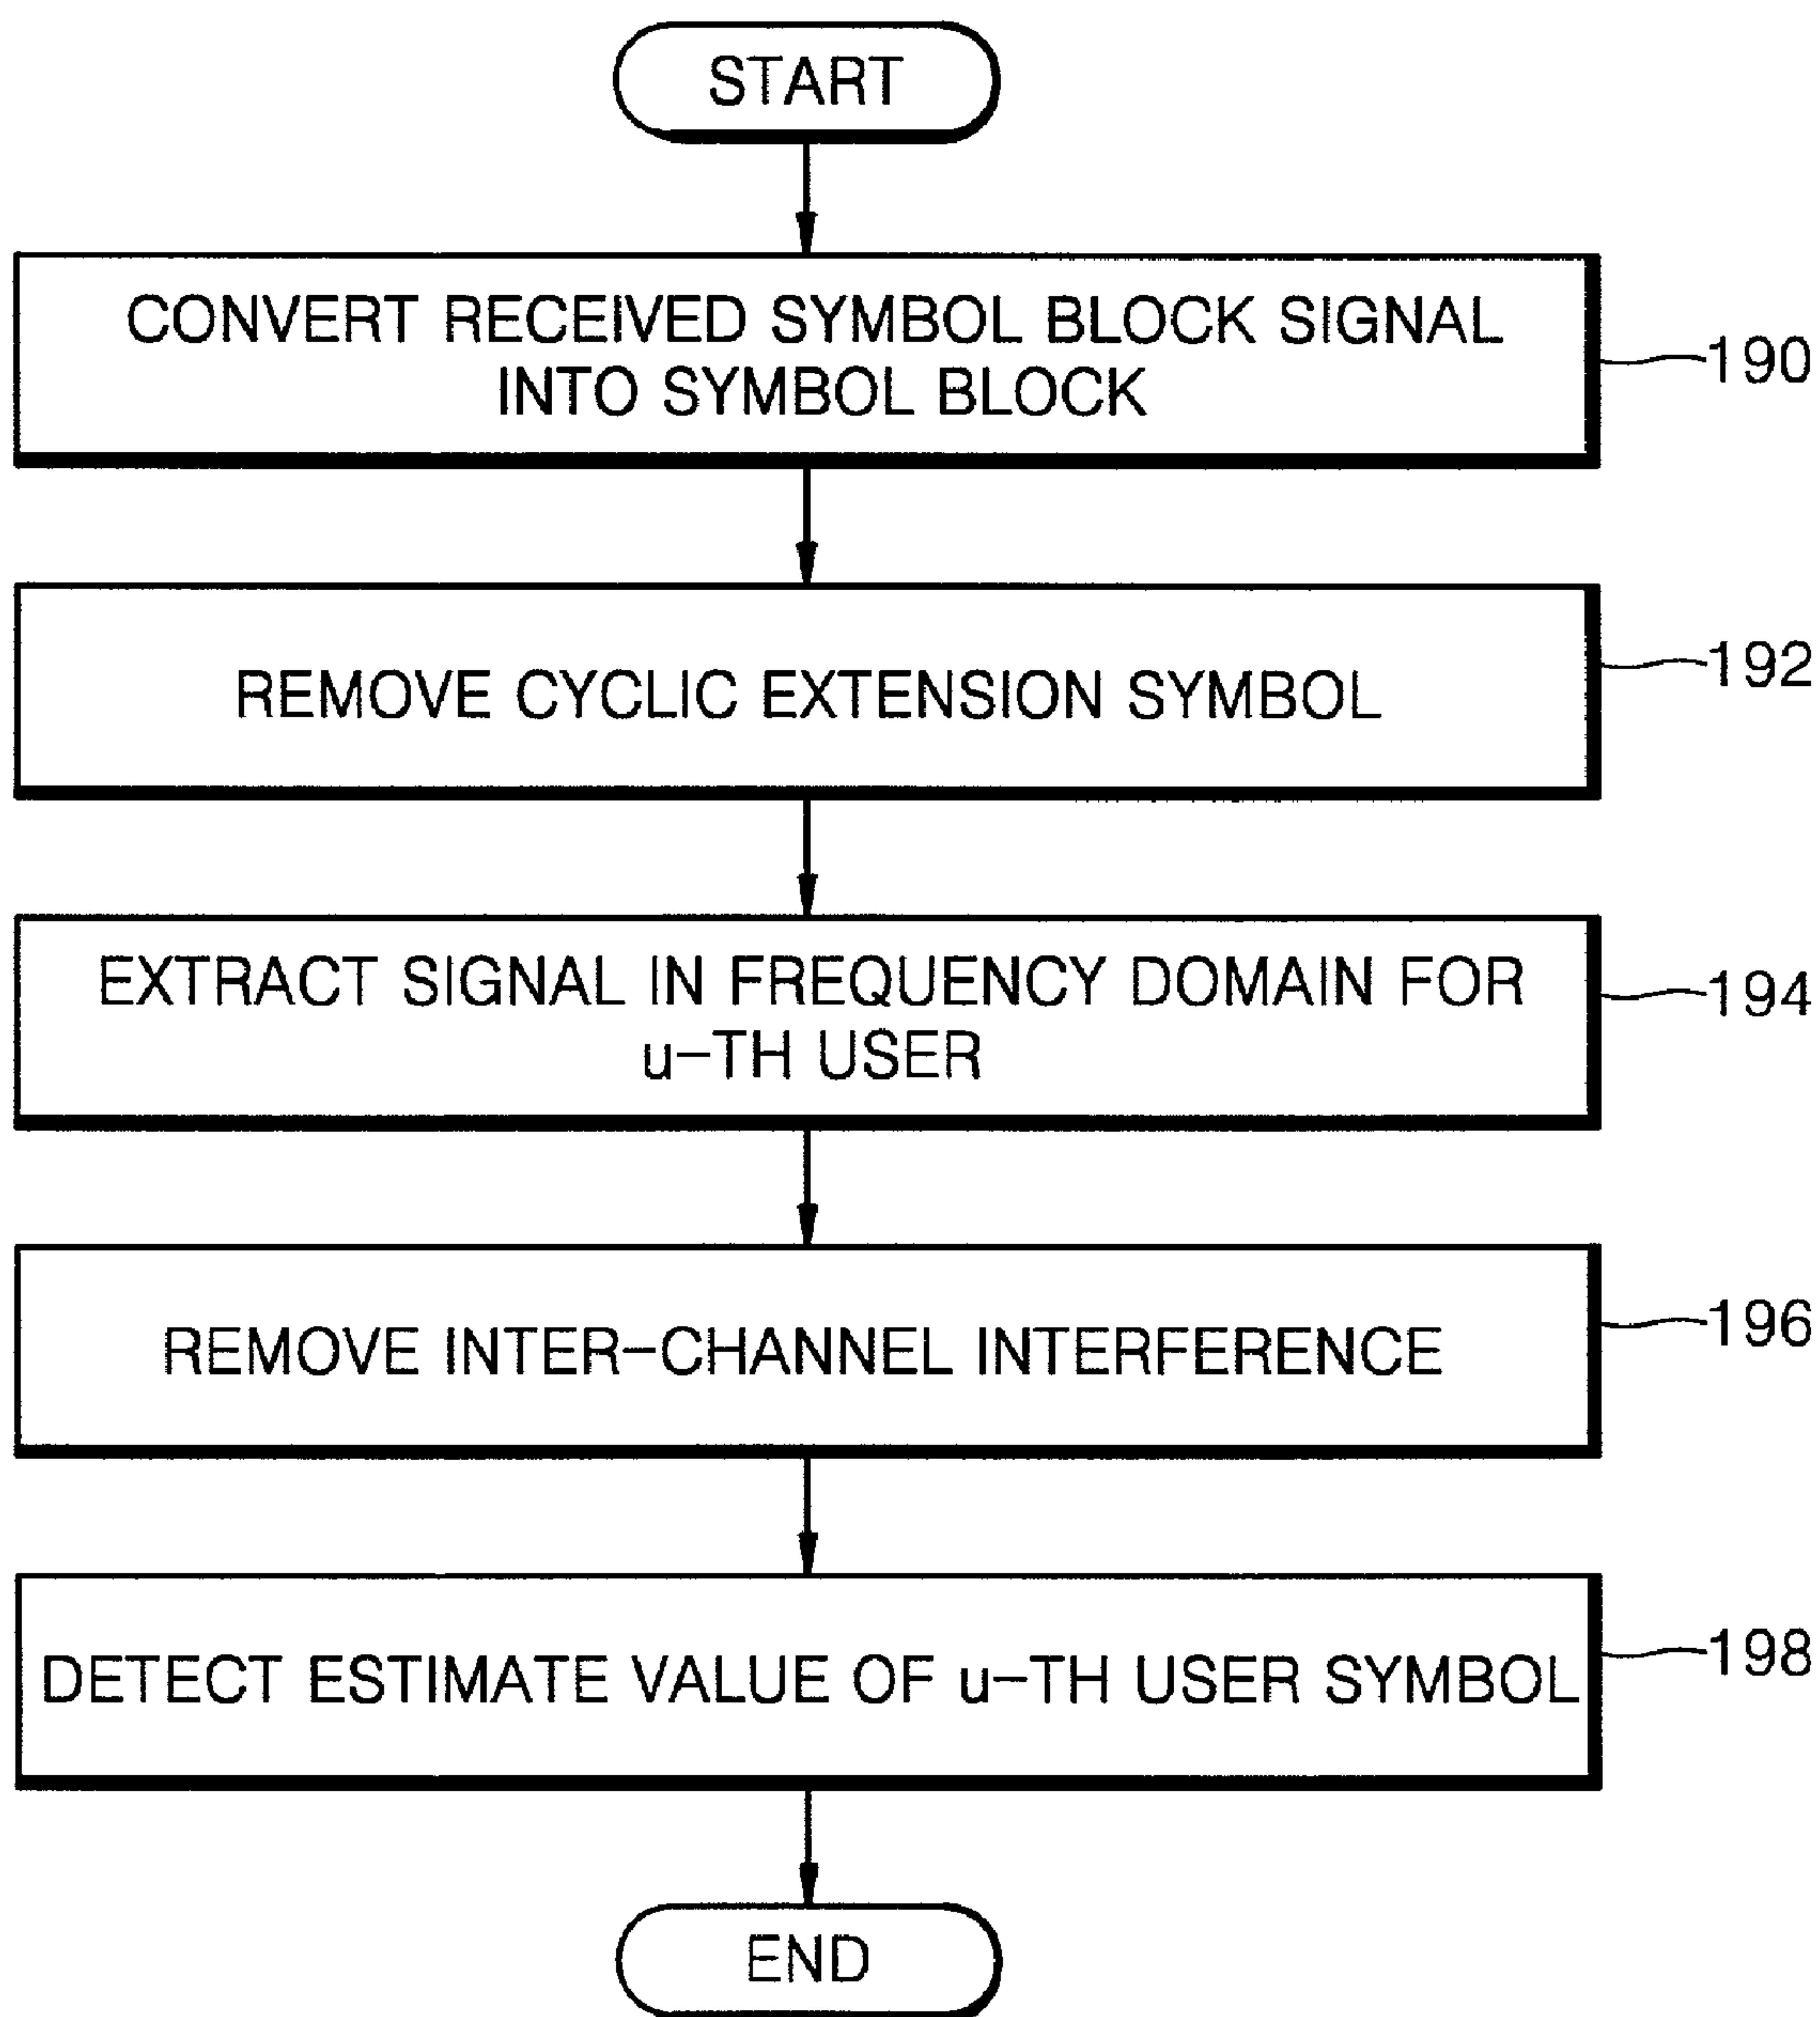 START
CONVERT RECEIVED SYMBOL BLOCK SIGNAL
INTO SYMBOL BLOCK
190
REMOVE CYCLIC EXTENSION SYMBOL
192
EXTRACT SIGNAL IN FREQUENCY DOMAIN FOR
u-TH USER
194
REMOVE INTER-CHANNEL INTERFERENCE
196
DETECT ESTIMATE VALUE OF u-TH USER SYMBOL
198
END